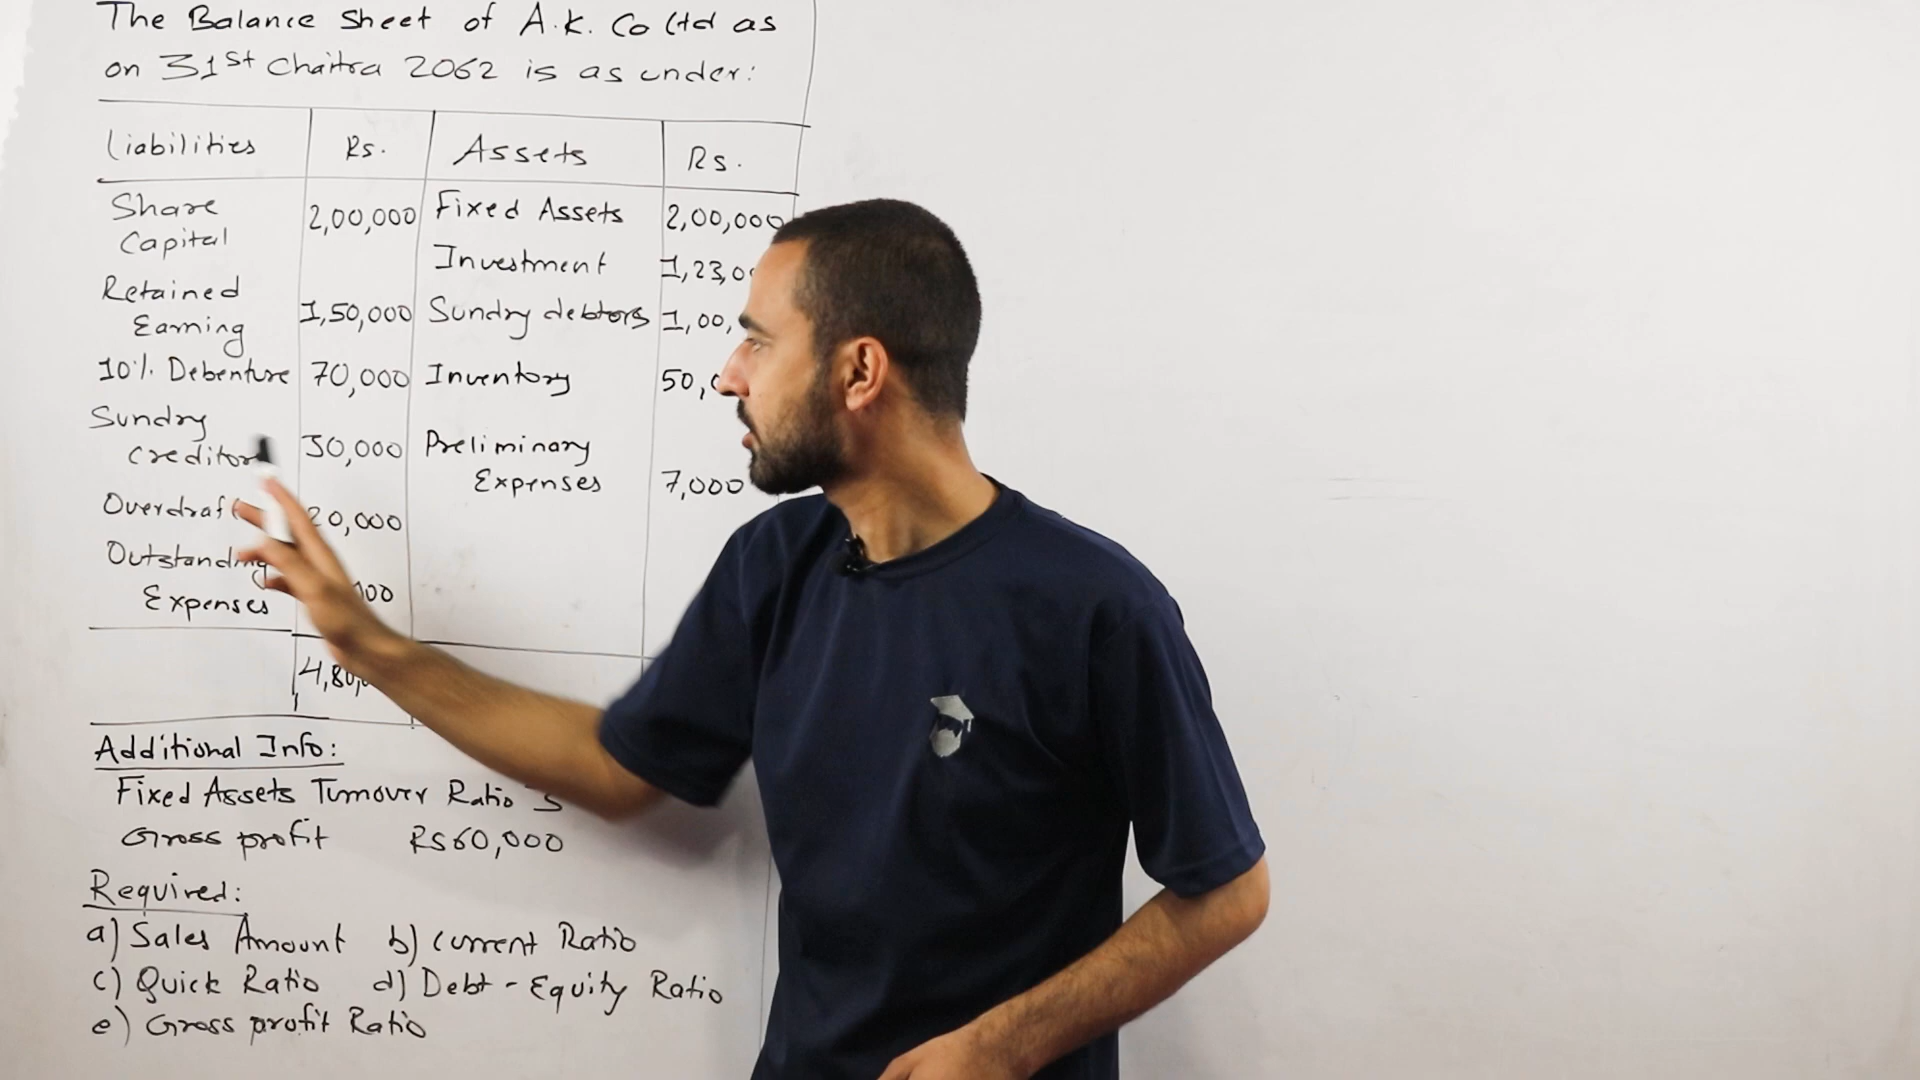 The Balance Sheet of A.K. Co Ltd as
on 31st Chaitra 2062 is as under:
Liabilities Rs. Assets Rs.
Share 2,00,000 Fixed Assets 2,00,000
Capital
Investment 1,23,0
Retained
Earning 1,50,000 Sundry debtors 1,00,
10% Debenture 70,000 Inventory 50,
Sundry
Creditor 30,000 Preliminary
Expenses 7,000
Overdraft 20,000
Outstanding
Expenses 000
4,80,
Additional Info:
Fixed Assets Turnover Ratio
Gross profit Rs 60,000
Required:
a) Sales Amount b) Current Ratio
c) Quick Ratio d) Debt - Equity Ratio
e) Gross profit Ratio